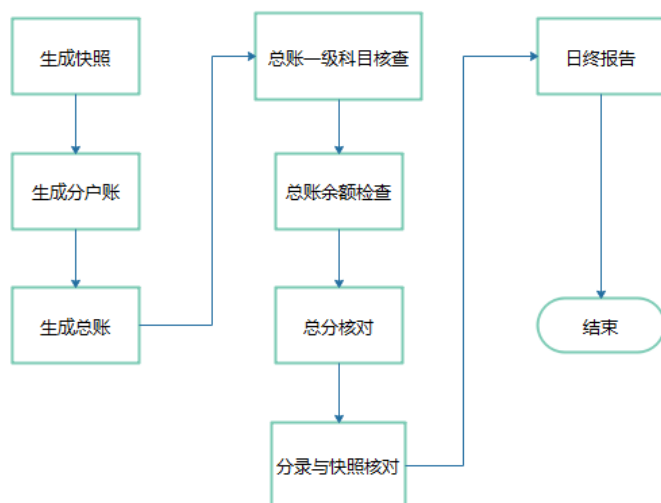 生成快照
生成分户账
生成总账
总账一级科目核查
总账余额检查
总分核对
分录与快照核对
日终报告
结束